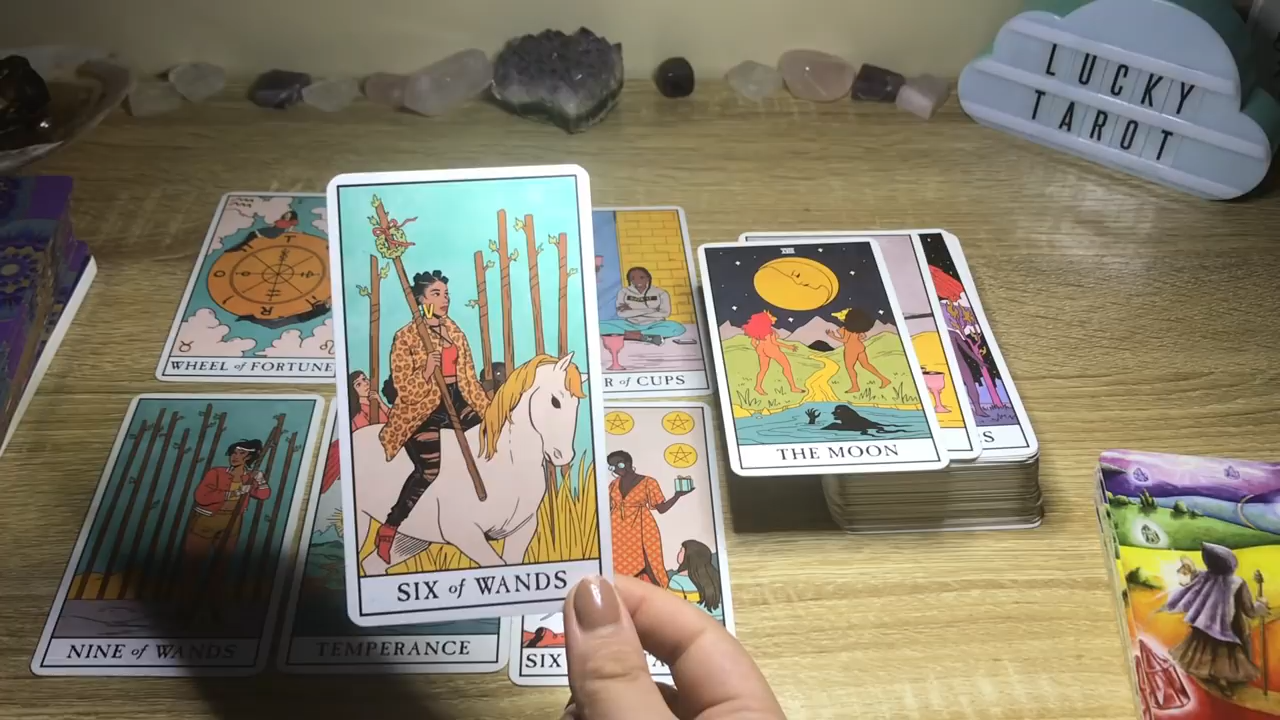 LUCKY
TAROT
WHEEL of FORTUNE
R of CUPS
THE MOON
S
SIX of WANDS
NINE of WANDS
TEMPERANCE
SIX